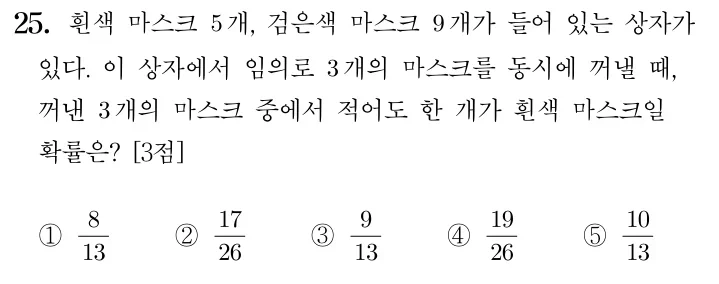 25. 흰색 마스크 5개, 검은색 마스크 9개가 들어 있는 상자가
있다. 이 상자에서 임의로 3개의 마스크를 동시에 꺼낼 때,
꺼낸 3개의 마스크 중에서 적어도 한 개가 흰색 마스크일
확률은? [3점]
① 8/13 ② 17/26 ③ 9/13 ④ 19/26 ⑤ 10/13